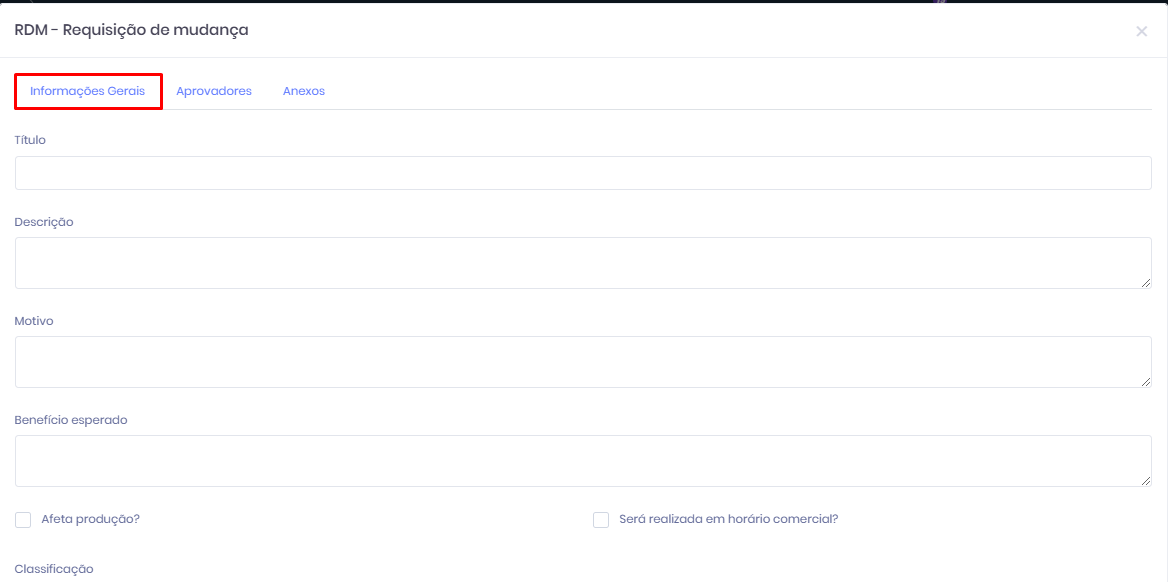 RDM - Requisição de mudança
Informações Gerais Aprovadores Anexos
Título
Descrição
Motivo
Benefício esperado
Afeta produção? Será realizada em horário comercial?
Classificação